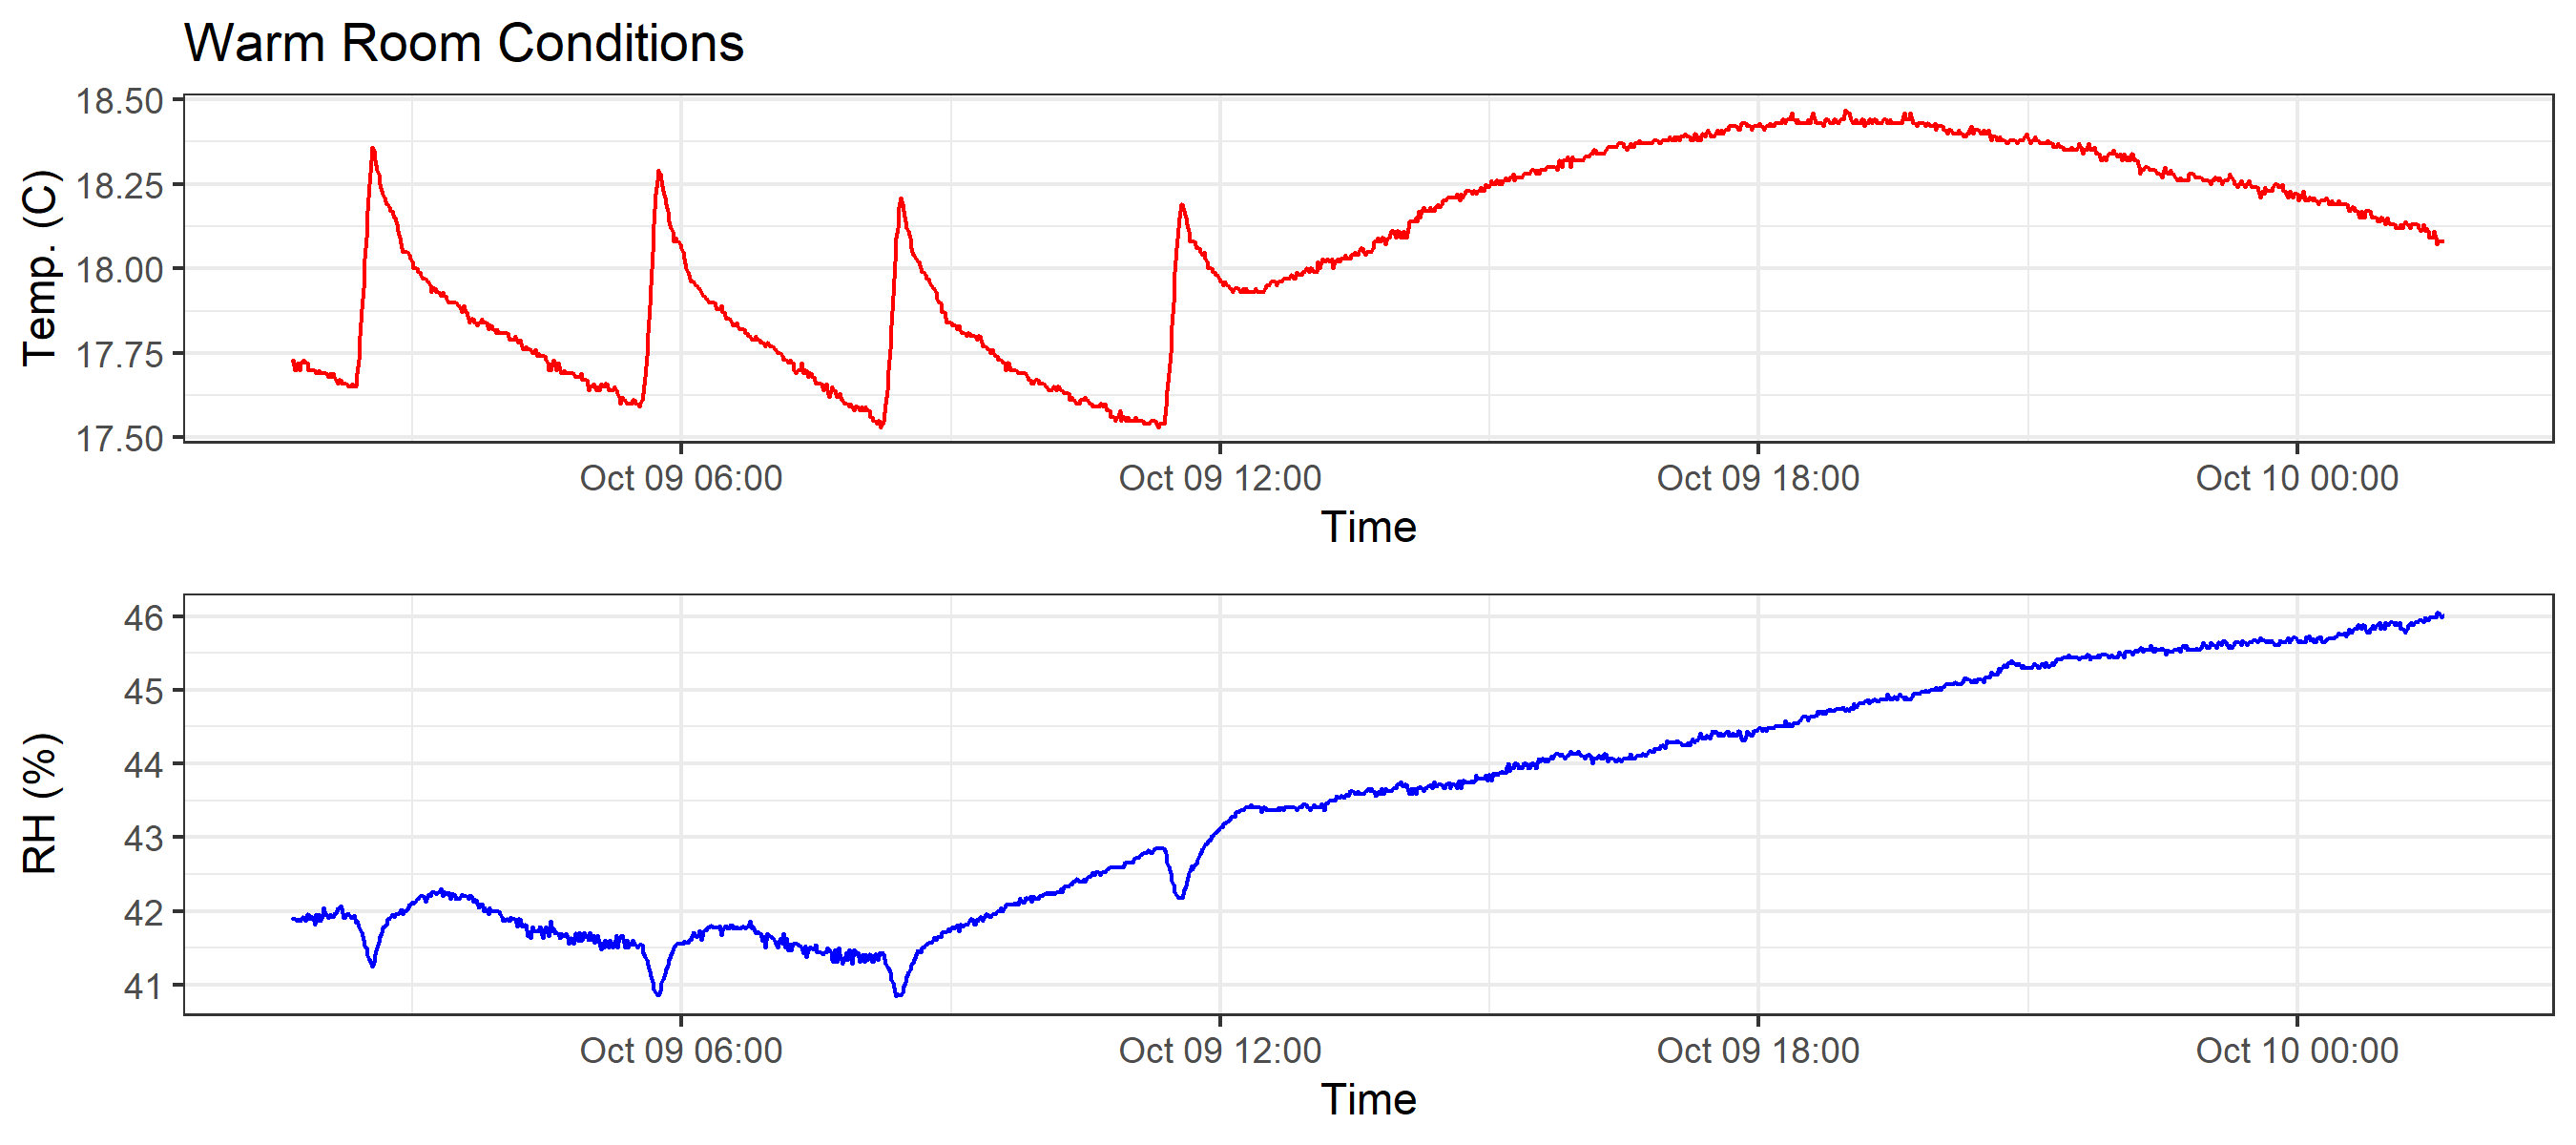 Warm Room Conditions
18.50
18.25
18.00
17.75
17.50
Temp. (C)
Oct 09 06:00 Oct 09 12:00 Oct 09 18:00 Oct 10 00:00
Time
46
45
44
43
42
41
RH (%)
Oct 09 06:00 Oct 09 12:00 Oct 09 18:00 Oct 10 00:00
Time